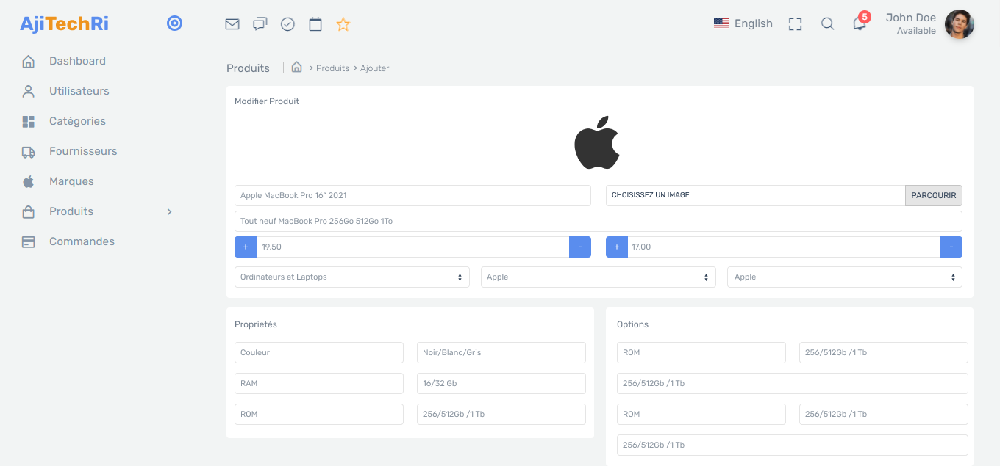 AjiTechRi
English
5
John Doe
Available
Dashboard
Utilisateurs
Catégories
Fournisseurs
Marques
Produits
Commandes
Produits > Produits > Ajouter
Modifier Produit
Apple MacBook Pro 16” 2021
CHOISISSEZ UN IMAGE
PARCOURIR
Tout neuf MacBook Pro 256Go 512Go 1To
+ 19.50 -
+ 17.00 -
Ordinateurs et Laptops
Apple
Apple
Proprietés
Couleur
Noir/Blanc/Gris
RAM
16/32 Gb
ROM
256/512Gb /1 Tb
Options
ROM
256/512Gb /1 Tb
256/512Gb /1 Tb
ROM
256/512Gb /1 Tb
256/512Gb /1 Tb